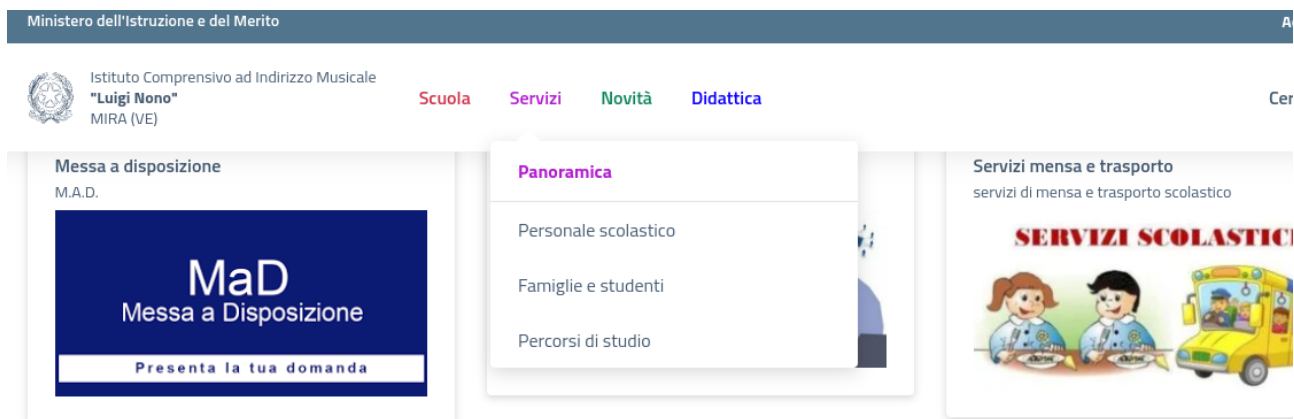 Ministero dell'Istruzione e del Merito
Istituto Comprensivo ad Indirizzo Musicale
"Luigi Nono"
MIRA (VE)
Scuola Servizi Novità Didattica
Panoramica
Personale scolastico
Famiglie e studenti
Percorsi di studio
Messa a disposizione
M.A.D.
MaD
Messa a Disposizione
Presenta la tua domanda
Servizi mensa e trasporto
servizi di mensa e trasporto scolastico
SERVIZI SCOLASTICI